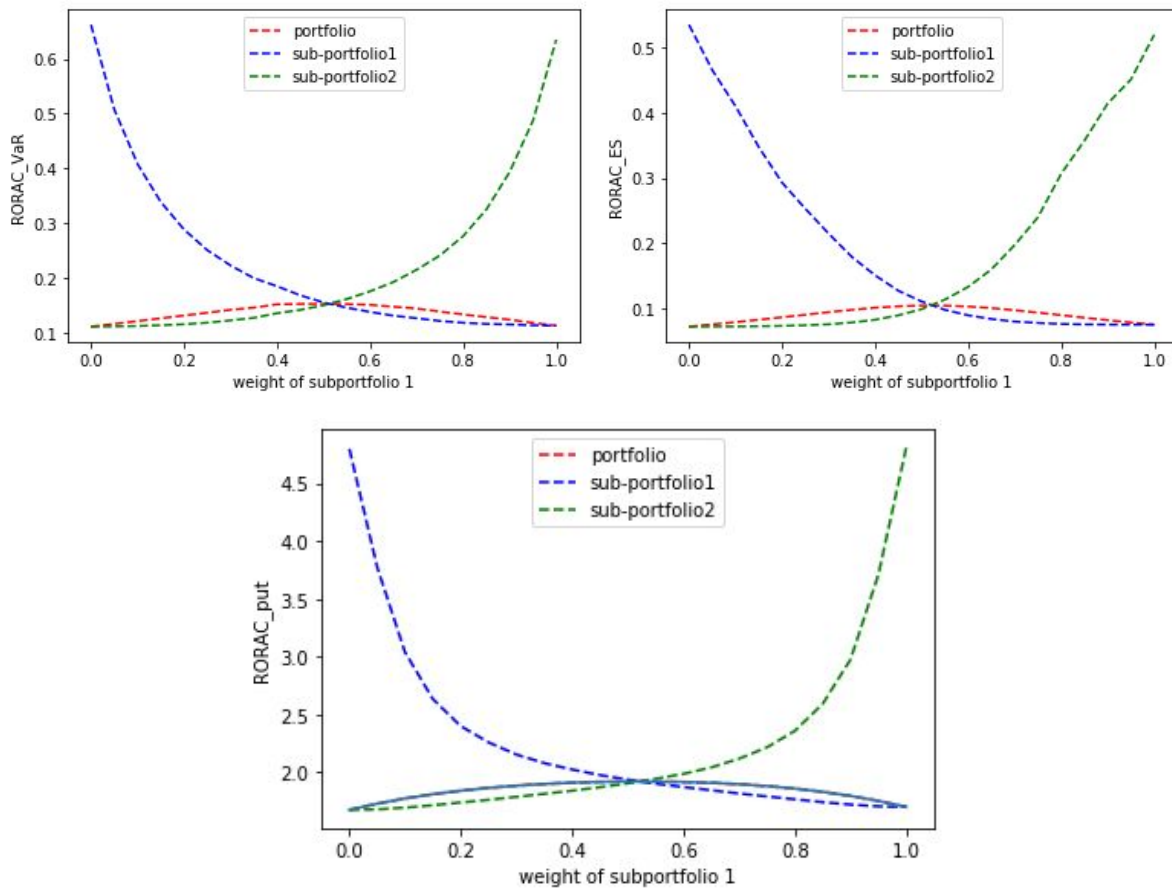 portfolio
sub-portfolio1
sub-portfolio2
RORAC_VaR
0.6
0.5
0.4
0.3
0.2
0.1
0.0 0.2 0.4 0.6 0.8 1.0
weight of subportfolio 1
portfolio
sub-portfolio1
sub-portfolio2
RORAC_ES
0.5
0.4
0.3
0.2
0.1
0.0 0.2 0.4 0.6 0.8 1.0
weight of subportfolio 1
portfolio
sub-portfolio1
sub-portfolio2
RORAC_put
4.5
4.0
3.5
3.0
2.5
2.0
0.0 0.2 0.4 0.6 0.8 1.0
weight of subportfolio 1